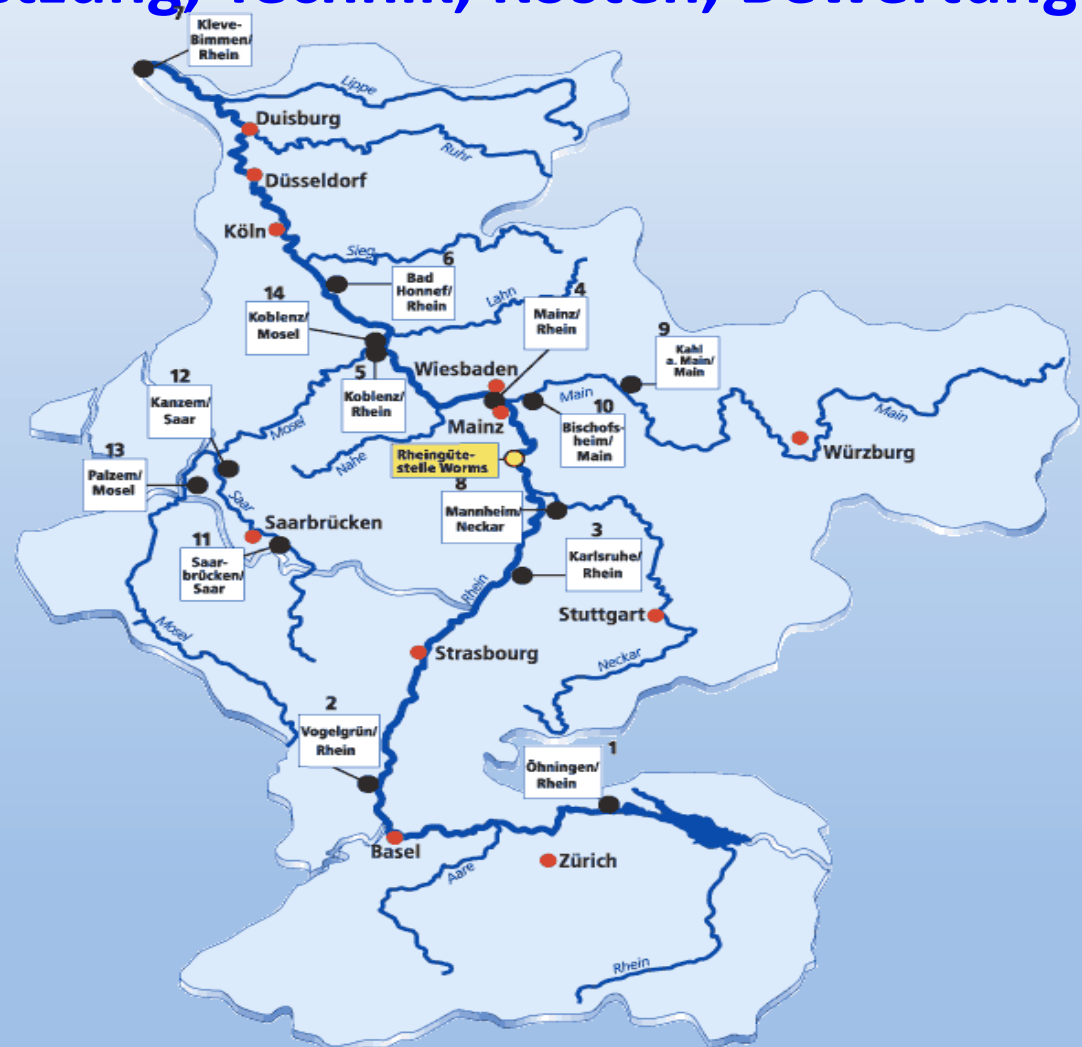 Kosten, Bewertung
7
Kleve-
Bimmen/
Rhein
Lippe
Duisburg
Ruhr
Düsseldorf
Köln
Sieg
6
Bad
Honnef/
Rhein
Lahn
14
Koblenz/
Mosel
4
Mainz/
Rhein
9
Kahl
a. Main/
Main
Wiesbaden
5
Koblenz/
Rhein
12
Kanzem/
Saar
Main
10
Bischofs-
heim/
Main
Main
Mainz
Würzburg
Mosel
Nahe
Rheingüte-
stelle Worms
13
Palzem/
Mosel
8
Mannheim/
Neckar
Saar
Saarbrücken
11
Saar-
brücken/
Saar
3
Karlsruhe/
Rhein
Rhein
Stuttgart
Mosel
Strasbourg
Neckar
2
Vogelgrün/
Rhein
1
Öhningen/
Rhein
Basel
Zürich
Aare
Rhein